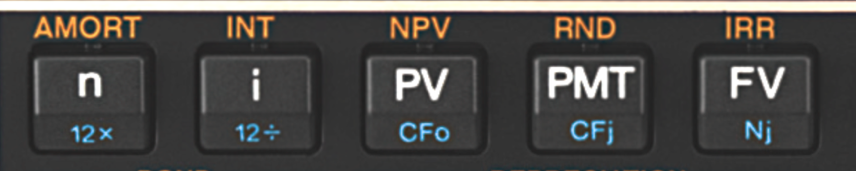 AMORT INT NPV RND IRR
n i PV PMT FV
12× 12÷ CFo CFj Nj